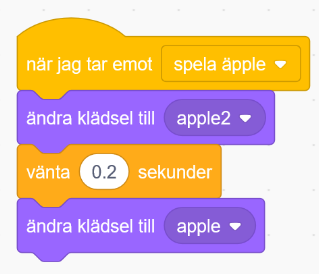 när jag tar emot spela äpple
ändra klädsel till apple2
vänta 0.2 sekunder
ändra klädsel till apple